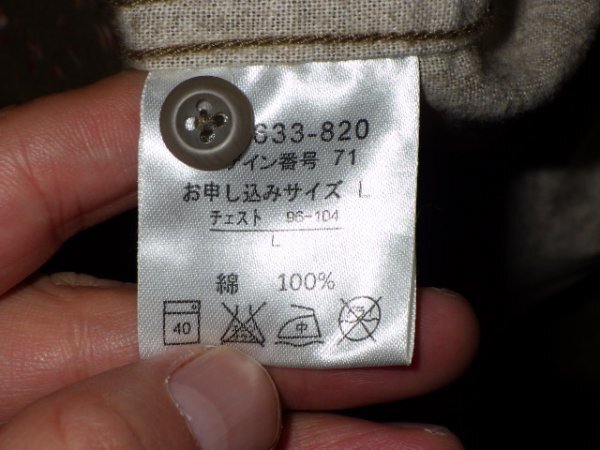 633-820
イン番号 71
お申し込みサイズ L
チェスト 96-104
L
綿 100%
40
中